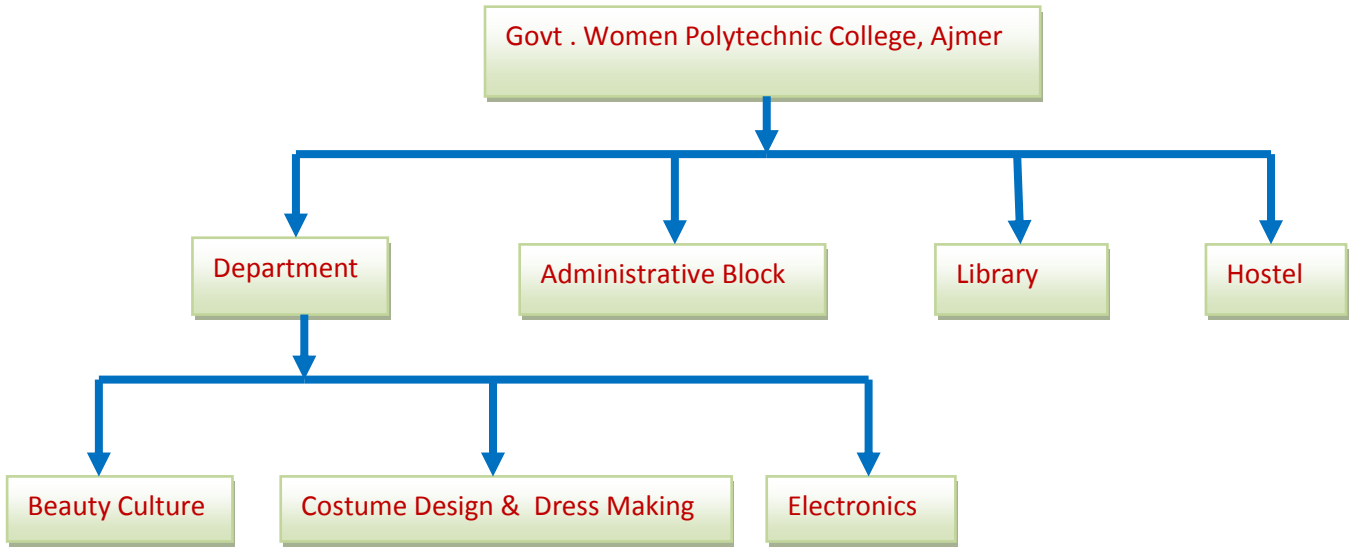 Govt . Women Polytechnic College, Ajmer
Department
Administrative Block
Library
Hostel
Beauty Culture
Costume Design &  Dress Making
Electronics